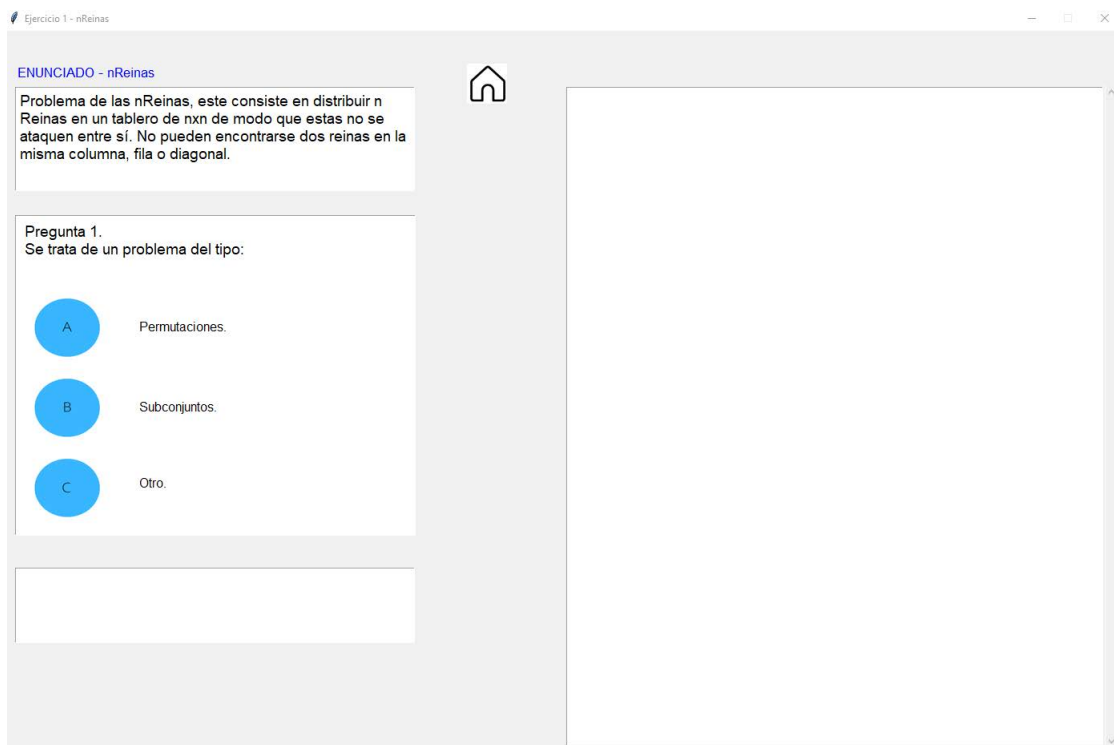 Ejercicio 1 - nReinas
ENUNCIADO - nReinas
Problema de las nReinas, este consiste en distribuir n
Reinas en un tablero de nxn de modo que estas no se
ataquen entre sí. No pueden encontrarse dos reinas en la
misma columna, fila o diagonal.
Pregunta 1.
Se trata de un problema del tipo:
A Permutaciones.
B Subconjuntos.
C Otro.